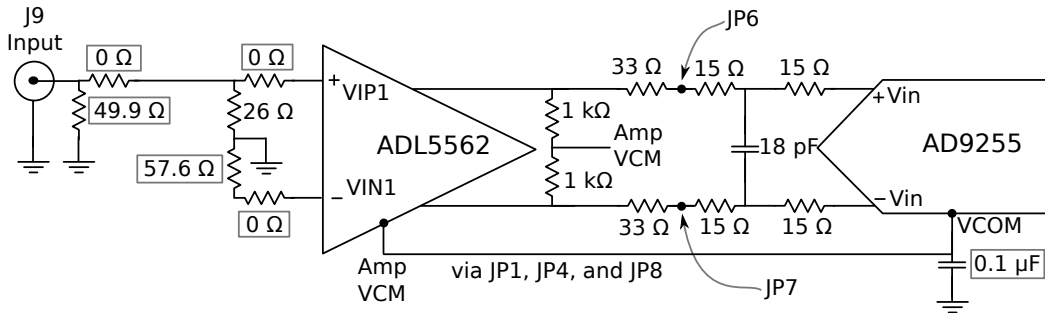 J9
Input
0 Ω
0 Ω
49.9 Ω
26 Ω
57.6 Ω
0 Ω
+
VIP1
ADL5562
−
VIN1
Amp
VCM
via JP1, JP4, and JP8
1 kΩ
1 kΩ
Amp
VCM
33 Ω
JP6
15 Ω
15 Ω
18 pF
33 Ω
15 Ω
15 Ω
JP7
+Vin
AD9255
−Vin
VCOM
0.1 µF